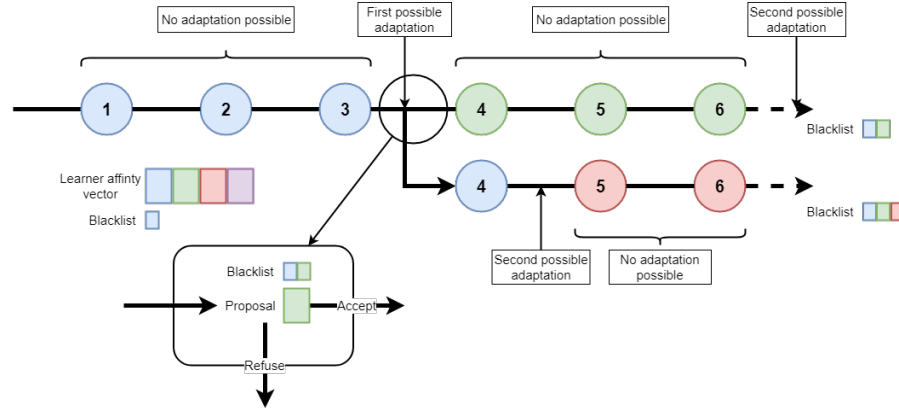 No adaptation possible
First possible
adaptation
No adaptation possible
Second possible
adaptation
1
2
3
4
5
6
Blacklist
Learner affinty
vector
Blacklist
4
5
6
Blacklist
Second possible
adaptation
No adaptation
possible
Blacklist
Proposal
Accept
Refuse